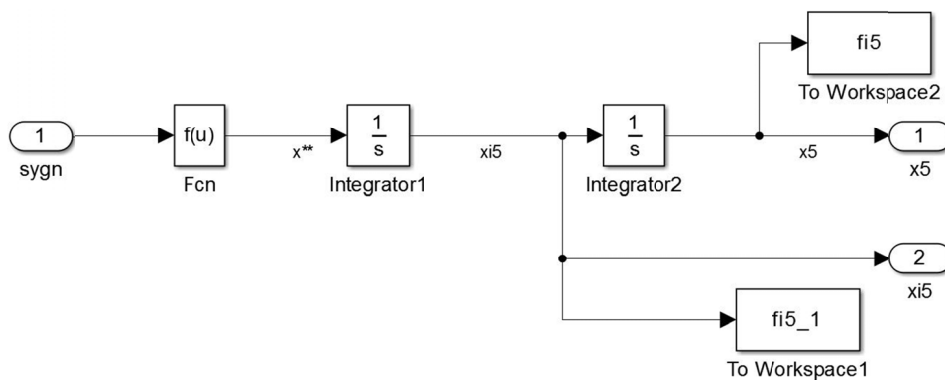 fi5
To Workspace2
1
sygn
f(u)
Fcn
x**
1
s
Integrator1
xi5
1
s
Integrator2
x5
1
x5
2
xi5
fi5_1
To Workspace1